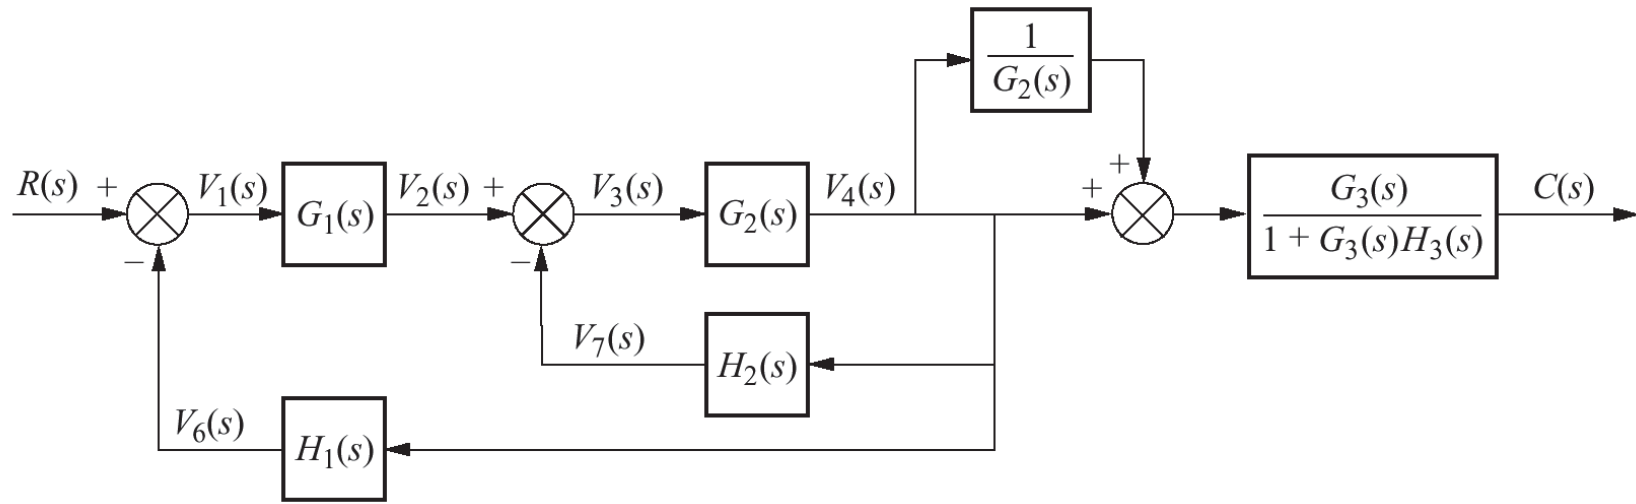 1
G₂(s)
R(s) + V₁(s) G₁(s) V₂(s) + V₃(s) G₂(s) V₄(s) + + G₃(s) C(s)
1 + G₃(s)H₃(s)
− −
V₇(s) H₂(s)
V₆(s) H₁(s)